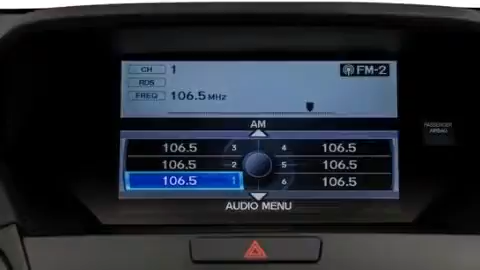 CH 1 FM-2
RDS
FREQ 106.5 MHz
AM
106.5 3 4 106.5
106.5 2 5 106.5
106.5 1 6 106.5
AUDIO MENU
PASSENGER
AIRBAG